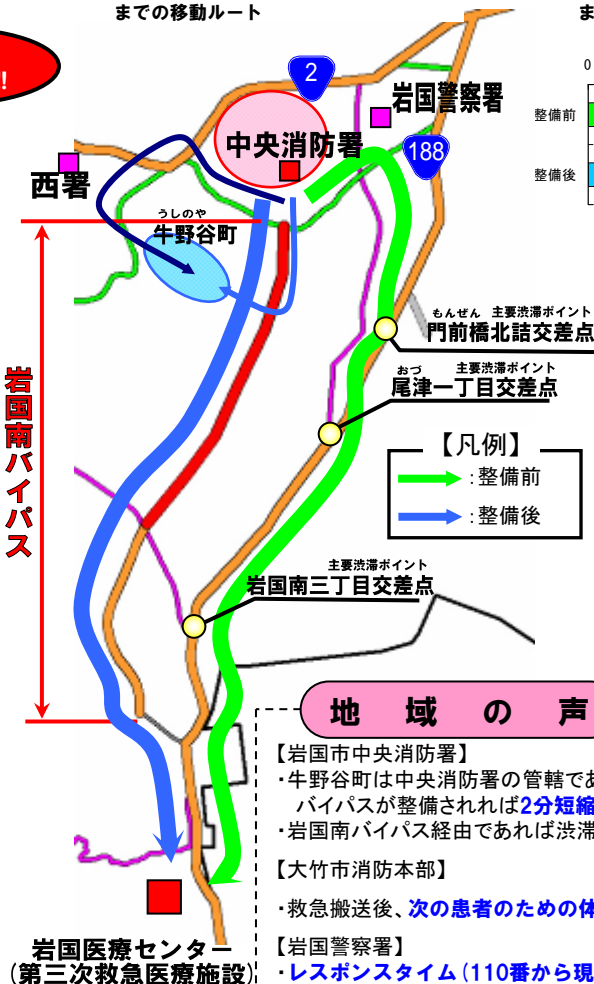 までの移動ルート
ま
!
2
岩国警察署
0
整備前
中央消防署
188
整備後
西署
うしのや
牛野谷町
もんぜん 主要渋滞ポイント
門前橋北詰交差点
おづ 主要渋滞ポイント
尾津一丁目交差点
岩国南バイパス
【凡例】
:整備前
:整備後
主要渋滞ポイント
岩国南三丁目交差点
地域の声
【岩国市中央消防署】
・牛野谷町は中央消防署の管轄であ
バイパスが整備されれば2分短縮
・岩国南バイパス経由であれば渋滞
【大竹市消防本部】
・救急搬送後、次の患者のための体
【岩国警察署】
・レスポンスタイム(110番から現
岩国医療センター
(第三次救急医療施設)